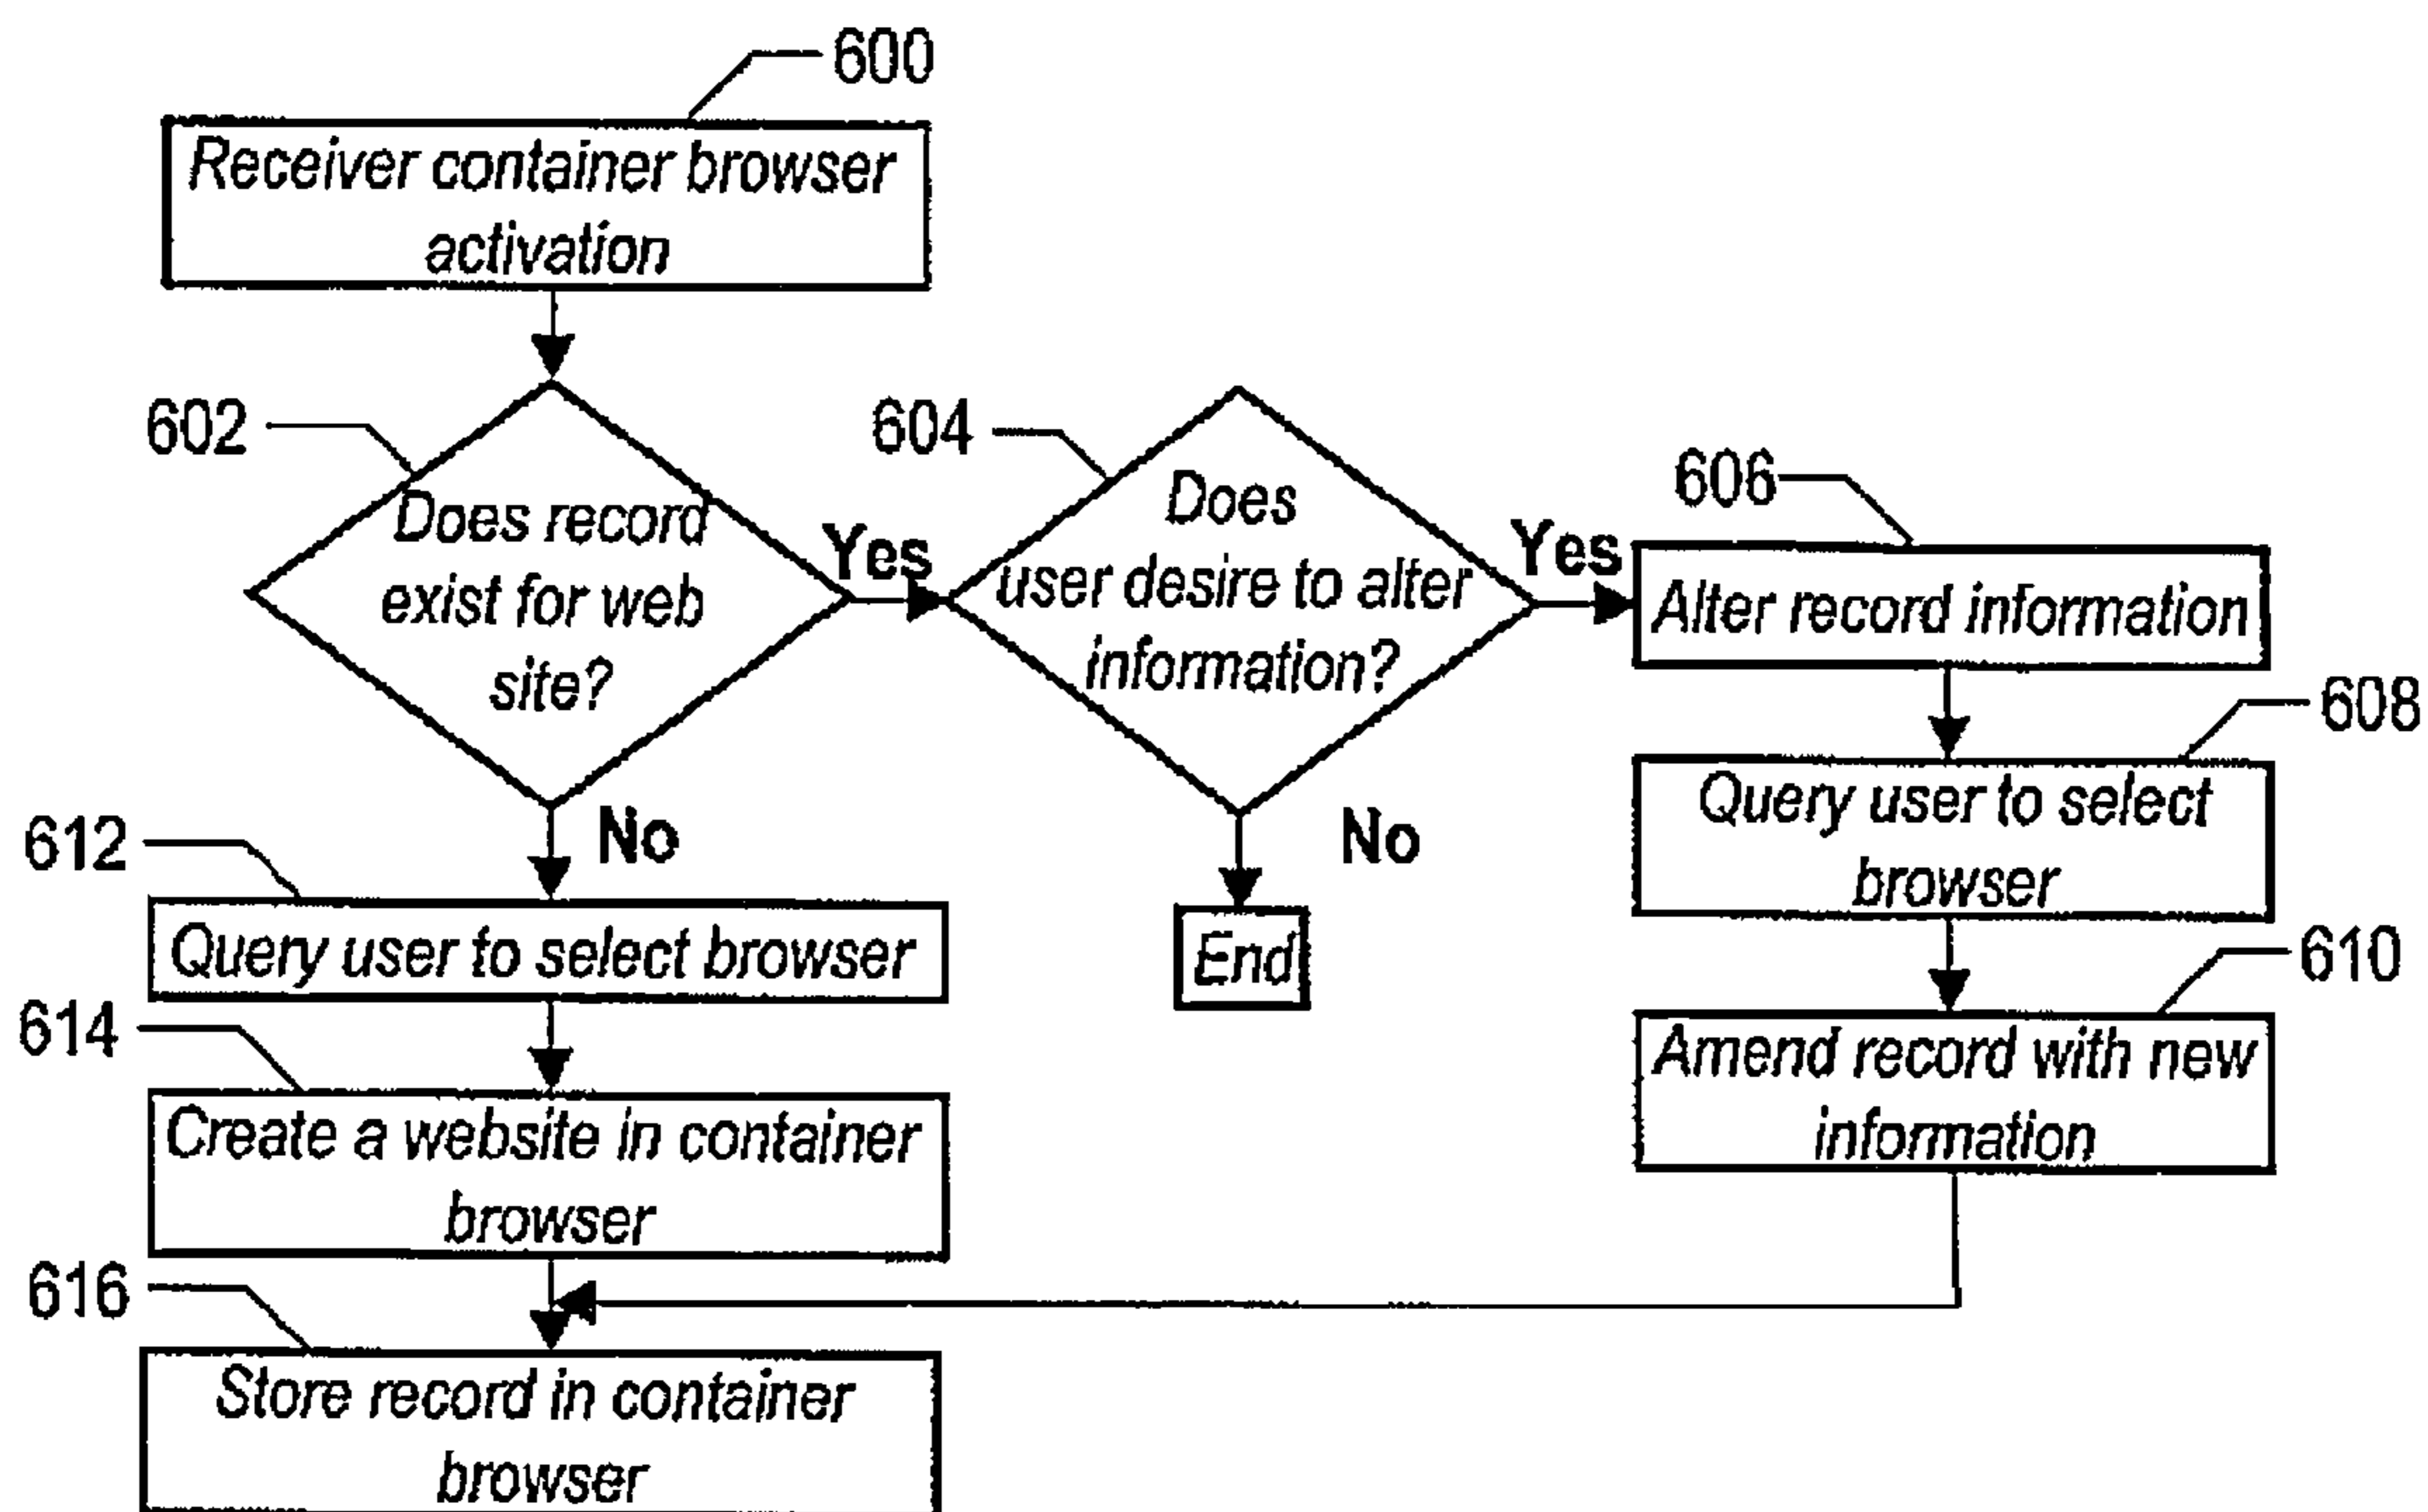 600
Receiver container browser
activation
602
Does record
exist for web
site?
Yes
604
Does
user desire to alter
information?
Yes
606
Alter record information
608
Query user to select
browser
610
Amend record with new
information
No
End
No
612
Query user to select browser
614
Create a website in container
browser
616
Store record in container
browser